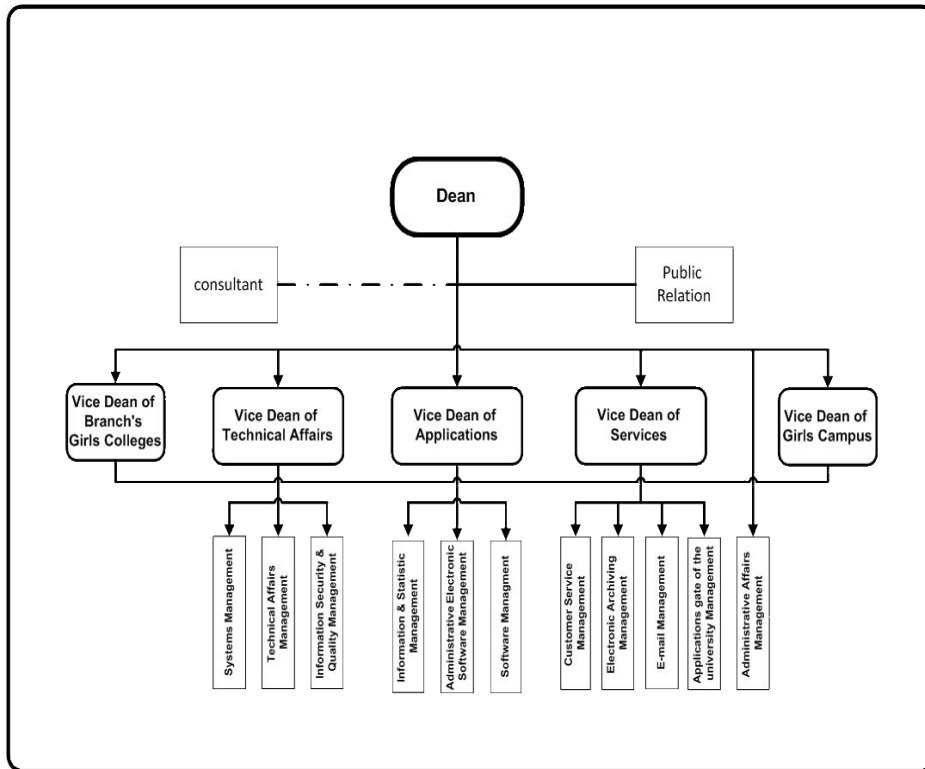 Dean
consultant
Public
Relation
Vice Dean of
Branch's
Girls Colleges
Vice Dean of
Technical Affairs
Vice Dean of
Applications
Vice Dean of
Services
Vice Dean of
Girls Campus
Systems Management
Technical Affairs
Management
Information Security &
Quality Management
Information & Statistic
Management
Administrative Electronic
Software Management
Software Managment
Customer Service
Management
Electronic Archiving
Management
E-mail Management
Applications gate of the
university Management
Administrative Affairs
Management